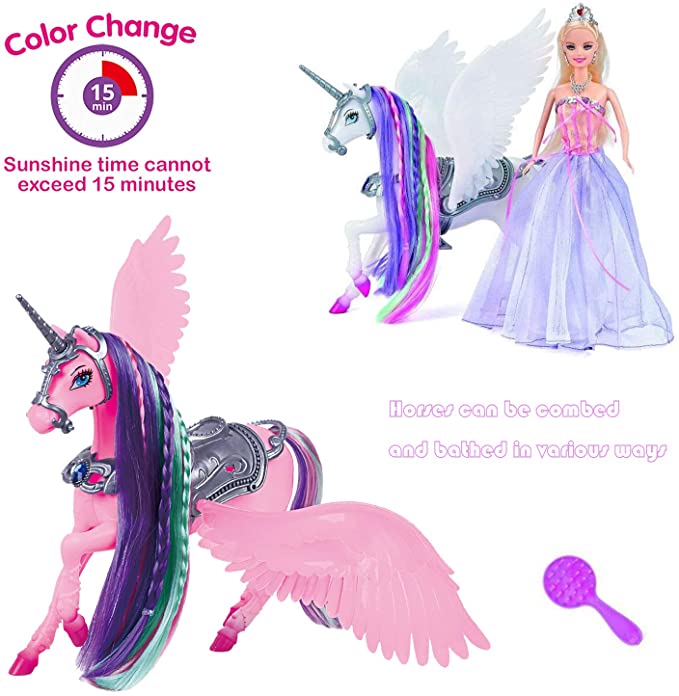 Color Change
15
min
Sunshine time cannot
exceed 15 minutes
Horses can be combed
and bathed in various ways